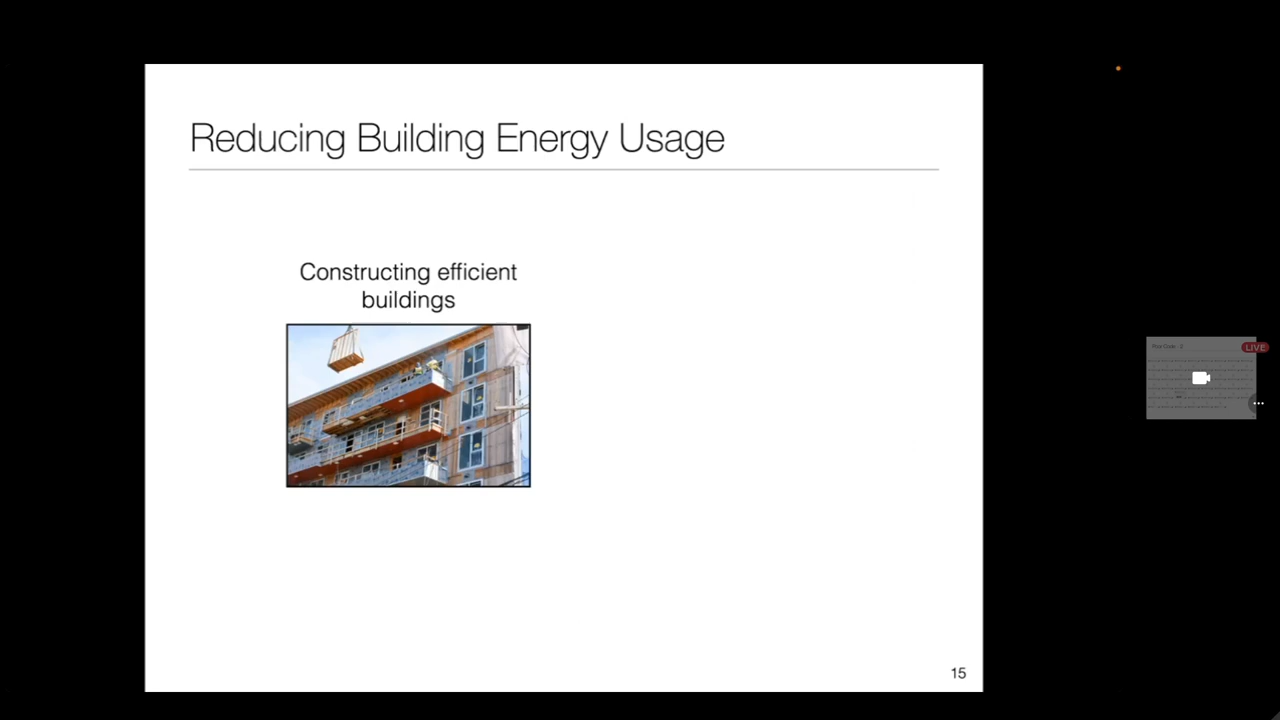 Reducing Building Energy Usage
Constructing efficient
buildings
LIVE
15